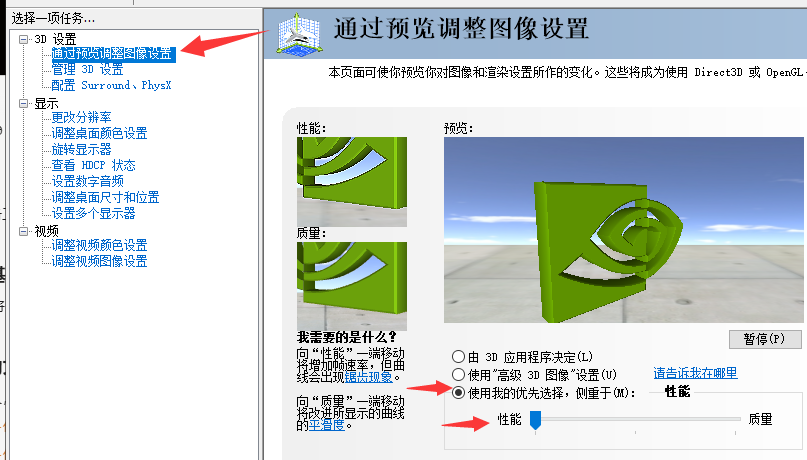 选择一项任务...
3D 设置
通过预览调整图像设置
管理 3D 设置
配置 Surround、PhysX
显示
更改分辨率
调整桌面颜色设置
旋转显示器
查看 HDCP 状态
设置数字音频
调整桌面尺寸和位置
设置多个显示器
视频
调整视频颜色设置
调整视频图像设置
通过预览调整图像设置
本页面可使你预览你对图像和渲染设置所作的变化。这些将成为使用 Direct3D 或 OpenGL
性能:
预览:
质量:
我需要的是什么?
向“性能”一端移动
将增加帧速率，但曲
线会出现锯齿现象。
向“质量”一端移动
将改进所显示的曲线
的平滑度。
暂停(P)
由 3D 应用程序决定(L)
使用"高级 3D 图像"设置(U)
请告诉我在哪里
使用我的优先选择，侧重于(M):
性能
性能
质量